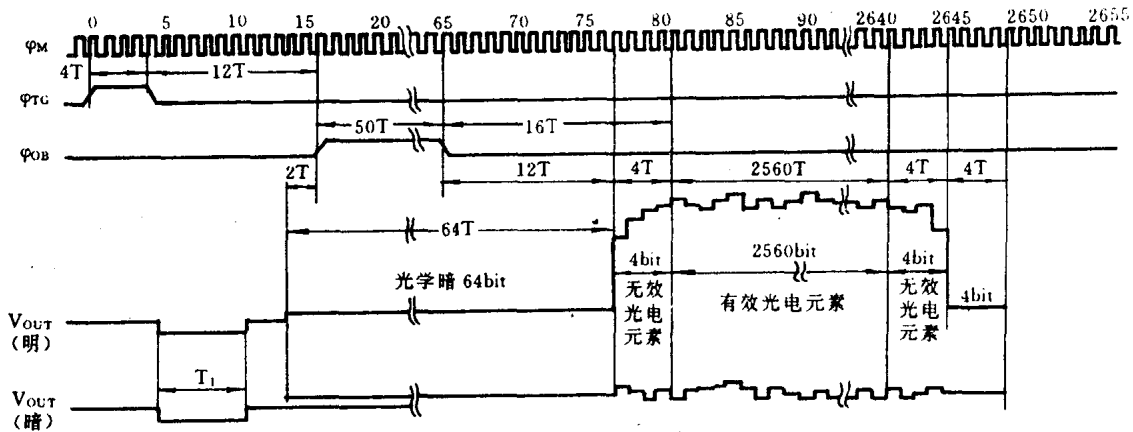 0 5 10 15 20 65 70 75 77 80 85 90 2640 2645 2650 2655
φM
4T 12T
φTG
50T 16T
φOB
2T 12T 4T 2560T 4T 4T
64T
光学暗 64bit
4bit
无效
光电
元素
2560bit
有效光电元素
4bit
无效
光电
元素
4bit
VOUT
(明)
T1
VOUT
(暗)